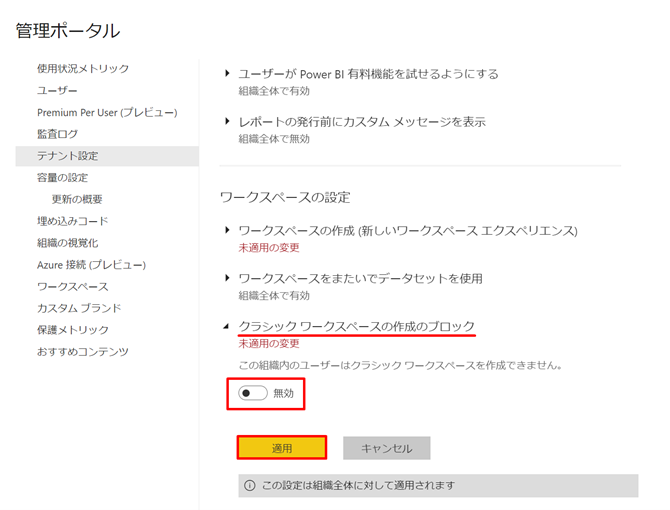 管理ポータル
使用状況メトリック
ユーザー
Premium Per User (プレビュー)
監査ログ
テナント設定
容量の設定
更新の概要
埋め込みコード
組織の視覚化
Azure 接続 (プレビュー)
ワークスペース
カスタム ブランド
保護メトリック
おすすめコンテンツ
ユーザーが Power BI 有料機能を試せるようにする
組織全体で有効
レポートの発行前にカスタム メッセージを表示
組織全体で無効
ワークスペースの設定
ワークスペースの作成 (新しいワークスペース エクスペリエンス)
未適用の変更
ワークスペースをまたいでデータセットを使用
組織全体で有効
クラシック ワークスペースの作成のブロック
未適用の変更
この組織内のユーザーはクラシック ワークスペースを作成できません。
無効
適用 キャンセル
この設定は組織全体に対して適用されます